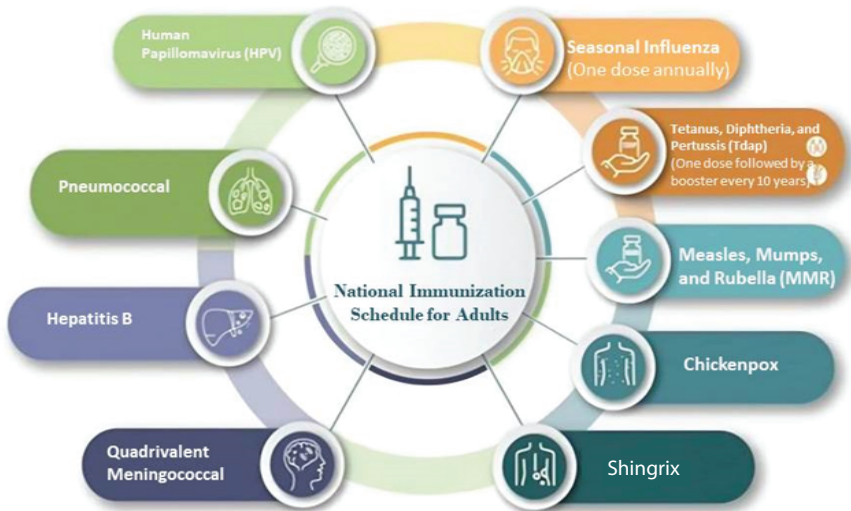 Human
Papillomavirus (HPV)
Seasonal Influenza
(One dose annually)
Tetanus, Diphtheria, and
Pertussis (Tdap)
(One dose followed by a
booster every 10 years)
Pneumococcal
Measles, Mumps,
and Rubella (MMR)
National Immunization
Schedule for Adults
Hepatitis B
Chickenpox
Quadrivalent
Meningococcal
Shingrix